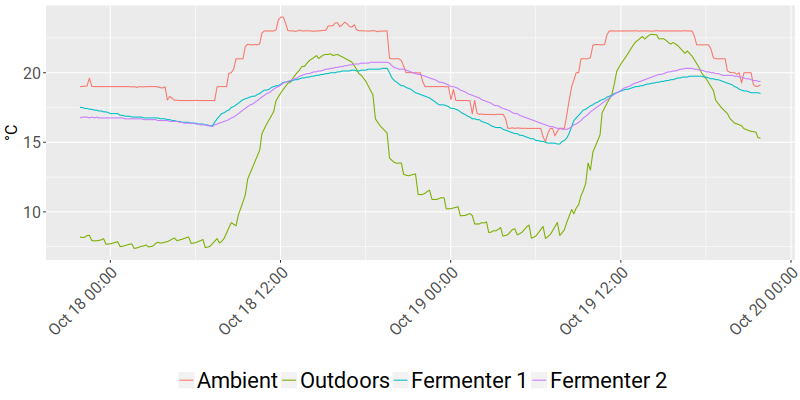 °C
20
15
10
Oct 18 00:00
Oct 18 12:00
Oct 19 00:00
Oct 19 12:00
Oct 20 00:00
Ambient Outdoors Fermenter 1 Fermenter 2